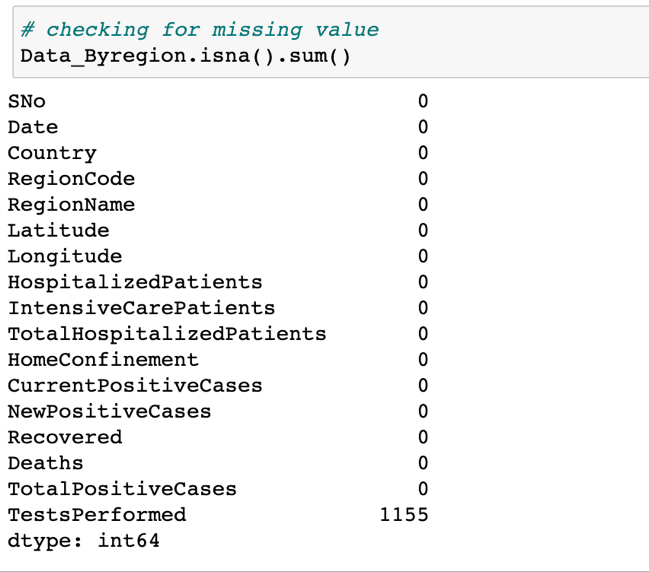 # checking for missing value
Data_Byregion.isna().sum()
SNo 0
Date 0
Country 0
RegionCode 0
RegionName 0
Latitude 0
Longitude 0
HospitalizedPatients 0
IntensiveCarePatients 0
TotalHospitalizedPatients 0
HomeConfinement 0
CurrentPositiveCases 0
NewPositiveCases 0
Recovered 0
Deaths 0
TotalPositiveCases 0
TestsPerformed 1155
dtype: int64